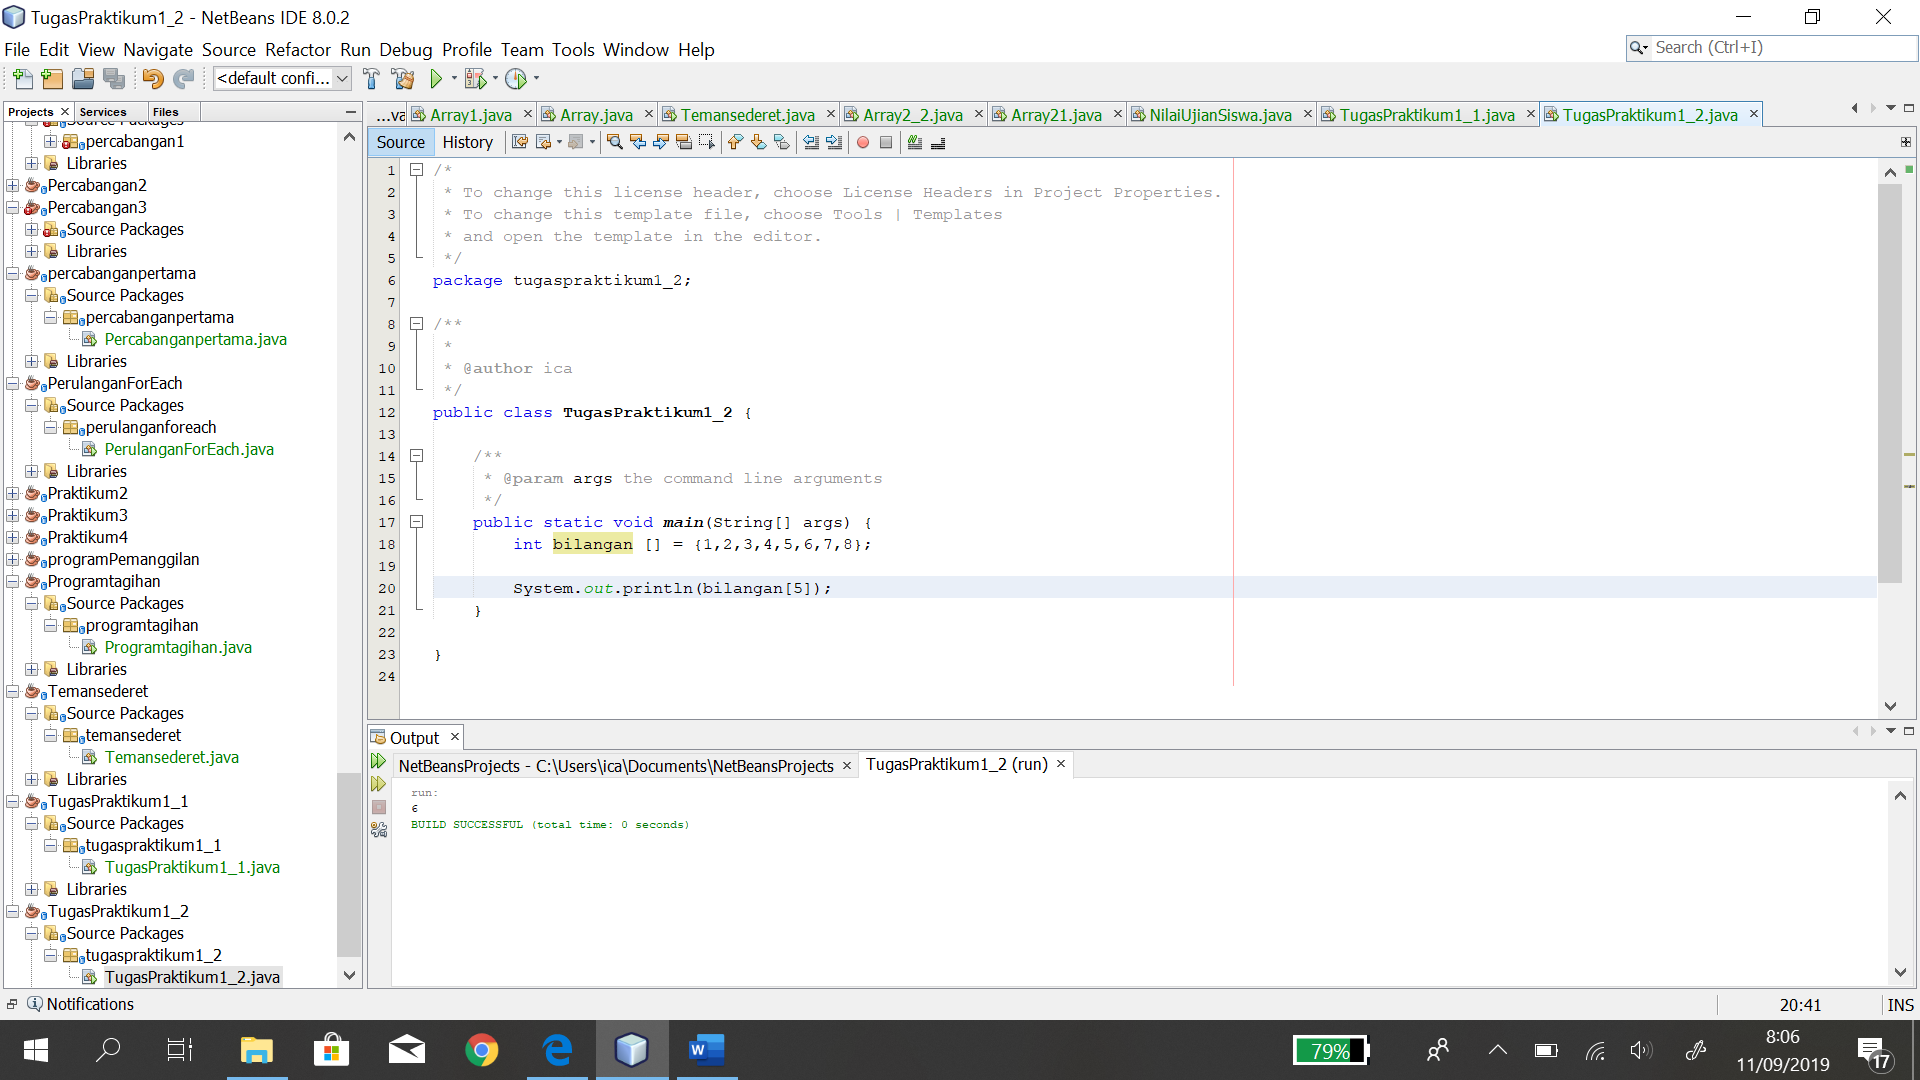 TugasPraktikum1_2 - NetBeans IDE 8.0.2
File Edit View Navigate Source Refactor Run Debug Profile Team Tools Window Help
Search (Ctrl+I)
<default confi...
Projects Services Files
...va Array1.java Array.java Temansederet.java Array2_2.java Array21.java NilaiUjianSiswa.java TugasPraktikum1_1.java TugasPraktikum1_2.java
Source History
Source Packages
percabangan1
Libraries
Percabangan2
Percabangan3
Source Packages
Libraries
percabanganpertama
Source Packages
percabanganpertama
Percabanganpertama.java
Libraries
PerulanganForEach
Source Packages
perulanganforeach
PerulanganForEach.java
Libraries
Praktikum2
Praktikum3
Praktikum4
programPemanggilan
Programtagihan
Source Packages
programtagihan
Programtagihan.java
Libraries
Temansederet
Source Packages
temansederet
Temansederet.java
Libraries
TugasPraktikum1_1
Source Packages
tugaspraktikum1_1
TugasPraktikum1_1.java
Libraries
TugasPraktikum1_2
Source Packages
tugaspraktikum1_2
TugasPraktikum1_2.java
1 /*
2 * To change this license header, choose License Headers in Project Properties.
3 * To change this template file, choose Tools | Templates
4 * and open the template in the editor.
5 */
6 package tugaspraktikum1_2;
7
8 /**
9 *
10 * @author ica
11 */
12 public class TugasPraktikum1_2 {
13
14 /**
15 * @param args the command line arguments
16 */
17 public static void main(String[] args) {
18 int bilangan [] = {1,2,3,4,5,6,7,8};
19
20 System.out.println(bilangan[5]);
21 }
22
23 }
24
Output
NetBeansProjects - C:\Users\ica\Documents\NetBeansProjects TugasPraktikum1_2 (run)
run:
6
BUILD SUCCESSFUL (total time: 0 seconds)
Notifications
20:41 INS
79%
8:06
11/09/2019
17